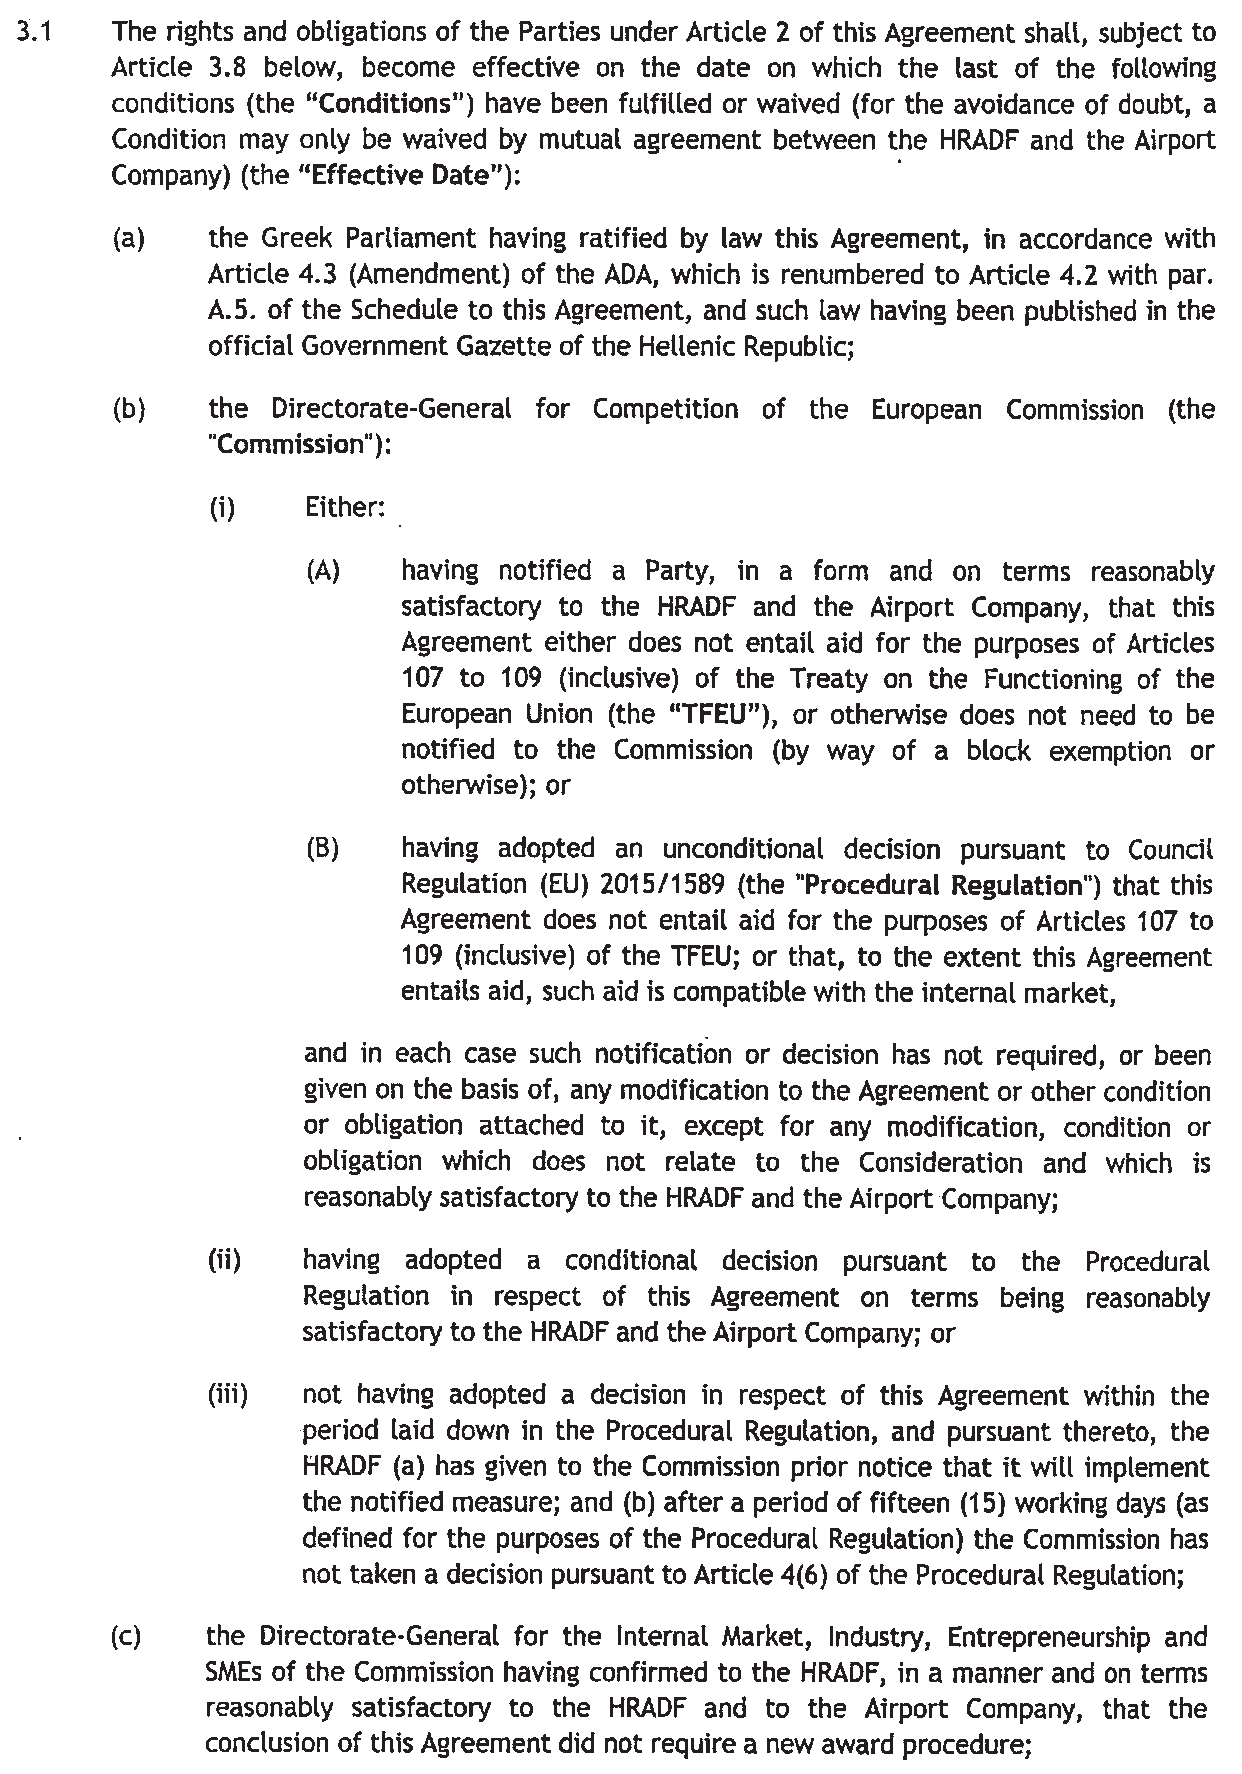 3.1 The rights and obligations of the Parties under Article 2 of this Agreement shall, subject to
Article 3.8 below, become effective on the date on which the last of the following
conditions (the “Conditions”) have been fulfilled or waived (for the avoidance of doubt, a
Condition may only be waived by mutual agreement between the HRADF and the Airport
Company) (the “Effective Date”):
(a) the Greek Parliament having ratified by law this Agreement, in accordance with
Article 4.3 (Amendment) of the ADA, which is renumbered to Article 4.2 with par.
A.5. of the Schedule to this Agreement, and such law having been published in the
official Government Gazette of the Hellenic Republic;
(b) the Directorate-General for Competition of the European Commission (the
"Commission"):
(i) Either:
(A) having notified a Party, in a form and on terms reasonably
satisfactory to the HRADF and the Airport Company, that this
Agreement either does not entail aid for the purposes of Articles
107 to 109 (inclusive) of the Treaty on the Functioning of the
European Union (the “TFEU”), or otherwise does not need to be
notified to the Commission (by way of a block exemption or
otherwise); or
(B) having adopted an unconditional decision pursuant to Council
Regulation (EU) 2015/1589 (the "Procedural Regulation") that this
Agreement does not entail aid for the purposes of Articles 107 to
109 (inclusive) of the TFEU; or that, to the extent this Agreement
entails aid, such aid is compatible with the internal market,
and in each case such notification or decision has not required, or been
given on the basis of, any modification to the Agreement or other condition
or obligation attached to it, except for any modification, condition or
obligation which does not relate to the Consideration and which is
reasonably satisfactory to the HRADF and the Airport Company;
(ii) having adopted a conditional decision pursuant to the Procedural
Regulation in respect of this Agreement on terms being reasonably
satisfactory to the HRADF and the Airport Company; or
(iii) not having adopted a decision in respect of this Agreement within the
period laid down in the Procedural Regulation, and pursuant thereto, the
HRADF (a) has given to the Commission prior notice that it will implement
the notified measure; and (b) after a period of fifteen (15) working days (as
defined for the purposes of the Procedural Regulation) the Commission has
not taken a decision pursuant to Article 4(6) of the Procedural Regulation;
(c) the Directorate-General for the Internal Market, Industry, Entrepreneurship and
SMEs of the Commission having confirmed to the HRADF, in a manner and on terms
reasonably satisfactory to the HRADF and to the Airport Company, that the
conclusion of this Agreement did not require a new award procedure;